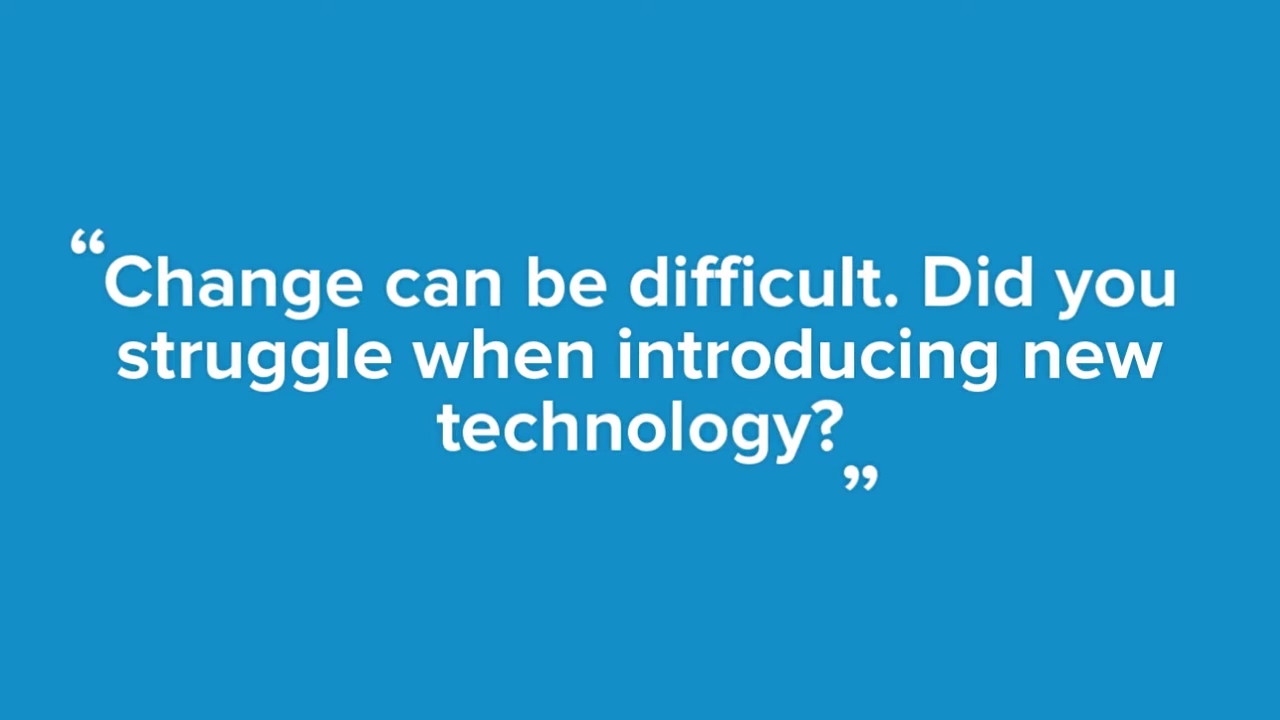 “Change can be difficult. Did you
struggle when introducing new
technology?”